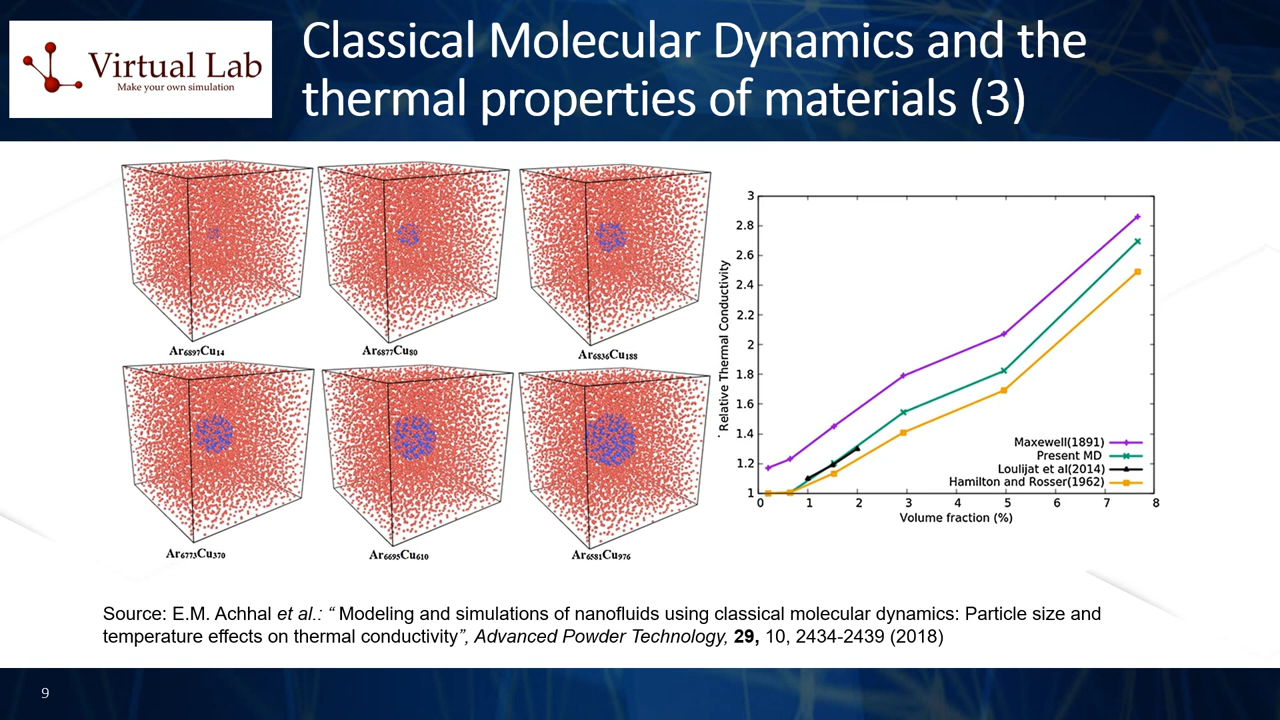 Virtual Lab
Make your own simulation
Classical Molecular Dynamics and the
thermal properties of materials (3)
Ar6897Cu14
Ar6877Cu80
Ar6836Cu188
Ar6773Cu370
Ar6695Cu610
Ar6581Cu976
Relative Thermal Conductivity
3
2.8
2.6
2.4
2.2
2
1.8
1.6
1.4
1.2
1
0 1 2 3 4 5 6 7 8
Volume fraction (%)
Maxewell(1891)
Present MD
Loulijat et al(2014)
Hamilton and Rosser(1962)
Source: E.M. Achhal et al.: “ Modeling and simulations of nanofluids using classical molecular dynamics: Particle size and
temperature effects on thermal conductivity”, Advanced Powder Technology, 29, 10, 2434-2439 (2018)
9